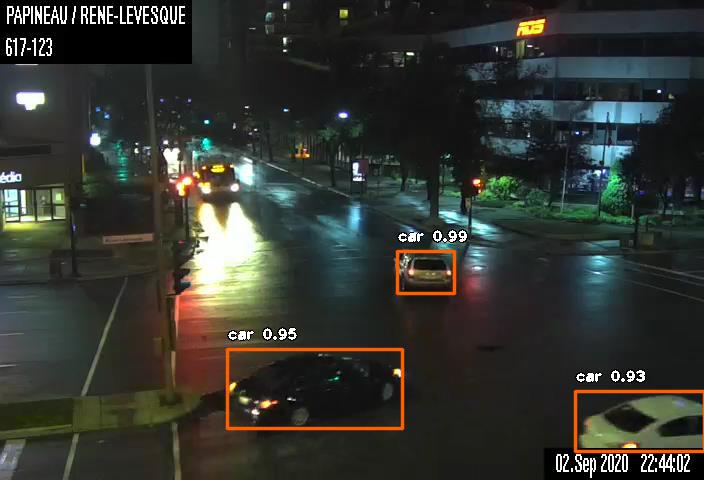 PAPINEAU / RENE-LEVESQUE
617-123
car 0.99
car 0.95
car 0.93
02.Sep 2020 22:44:02